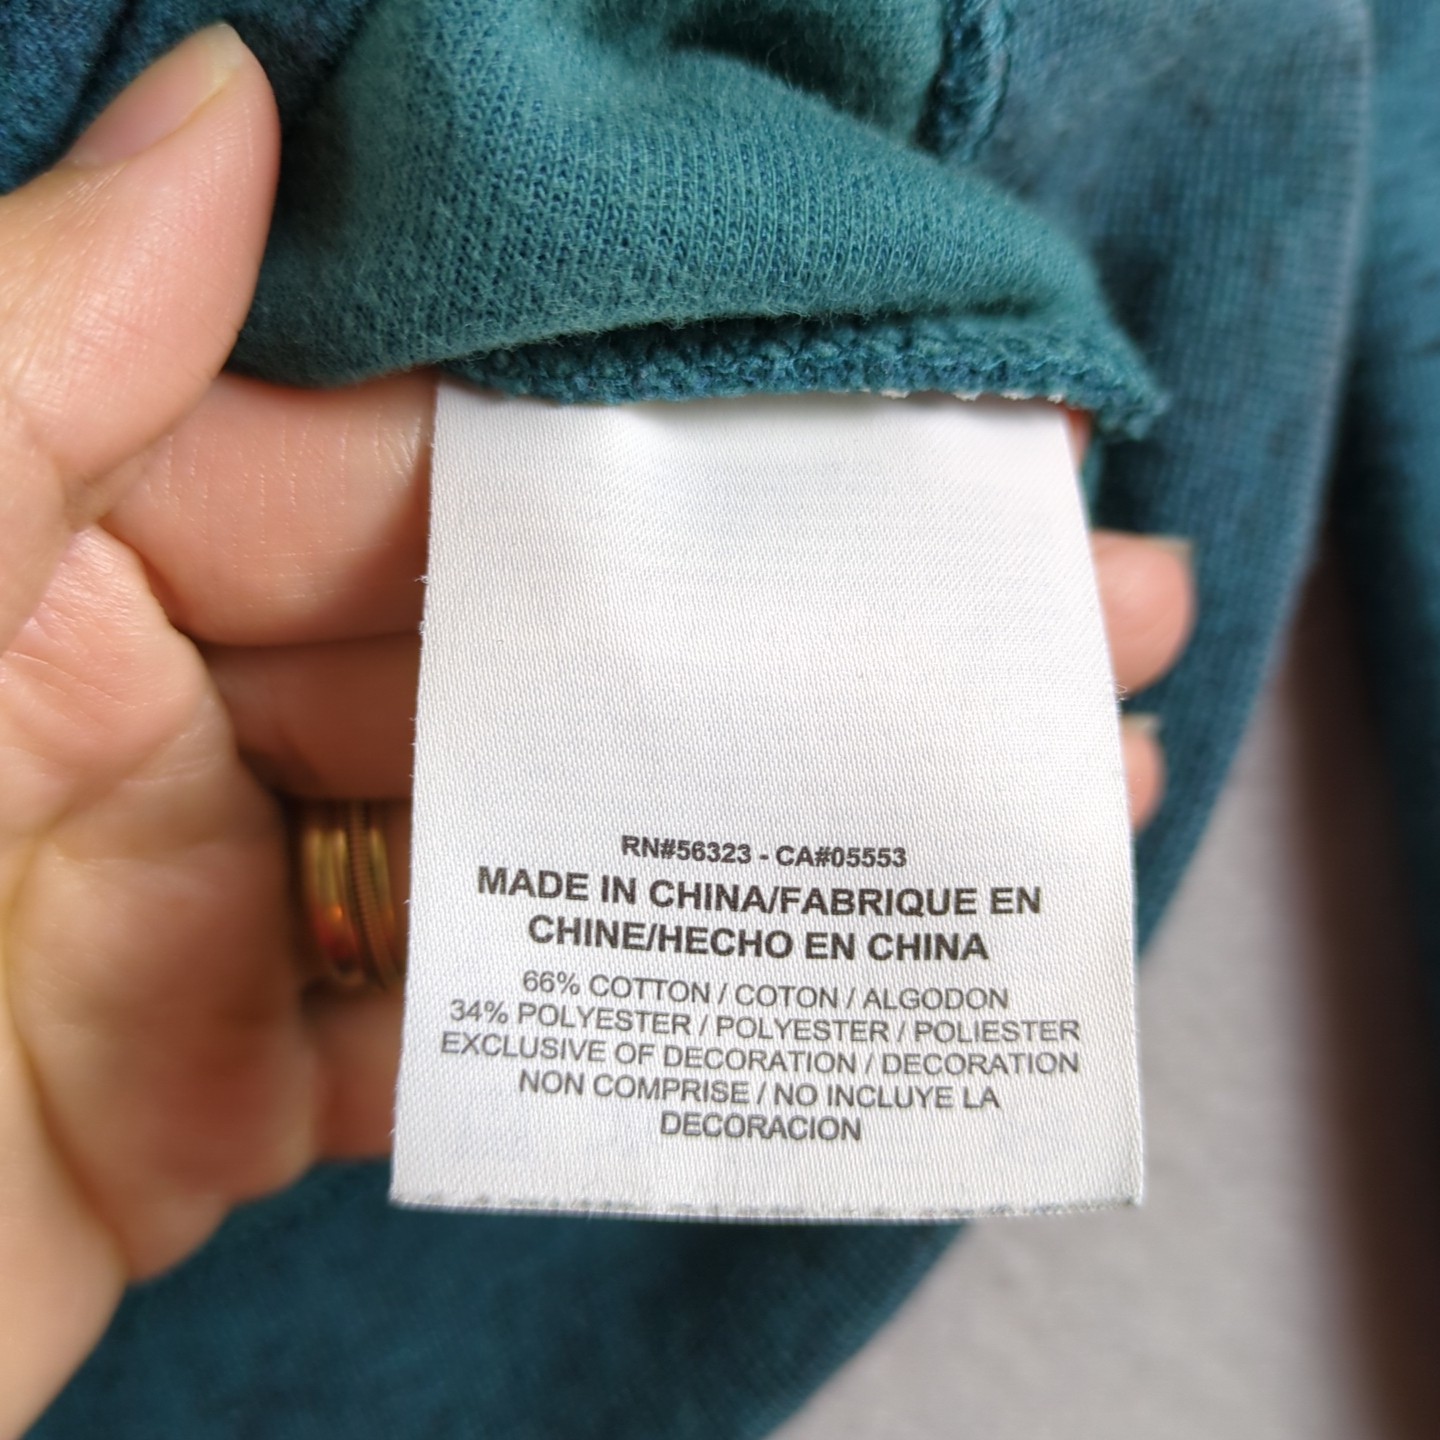 RN#56323 - CA#05553
MADE IN CHINA/FABRIQUE EN
CHINE/HECHO EN CHINA
66% COTTON / COTON / ALGODON
34% POLYESTER / POLYESTER / POLIESTER
EXCLUSIVE OF DECORATION / DECORATION
NON COMPRISE / NO INCLUYE LA
DECORACION